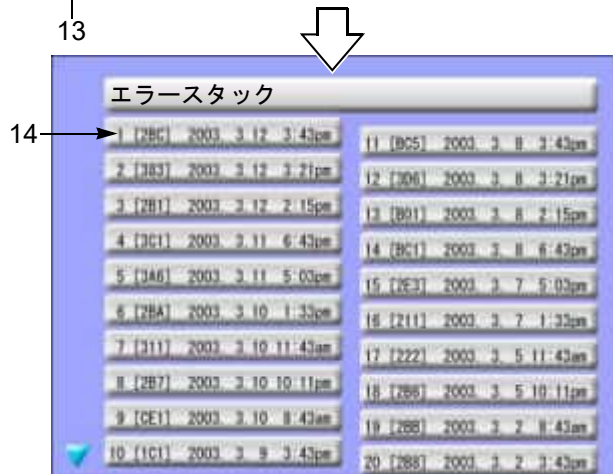 13
エラースタック
14
1 [2BC] 2003. 3.12 3:43pm
2 [383] 2003. 3.12 3:21pm
3 [2B1] 2003. 3.12 2:15pm
4 [3C1] 2003. 3.11 6:43pm
5 [3A6] 2003. 3.11 5:03pm
6 [2BA] 2003. 3.10 1:33pm
7 [311] 2003. 3.10 11:43am
8 [2B7] 2003. 3.10 10:11pm
9 [CE1] 2003. 3.10 8:43am
10 [1C1] 2003. 3. 9 3:43pm
11 [BC5] 2003. 3. 8 3:43pm
12 [3D6] 2003. 3. 8 3:21pm
13 [B01] 2003. 3. 8 2:15pm
14 [BC1] 2003. 3. 8 6:43pm
15 [2E3] 2003. 3. 7 5:03pm
16 [211] 2003. 3. 7 1:33pm
17 [222] 2003. 3. 5 11:43am
18 [2B6] 2003. 3. 5 10:11pm
19 [2BB] 2003. 3. 2 8:43am
20 [2B8] 2003. 3. 2 3:43pm